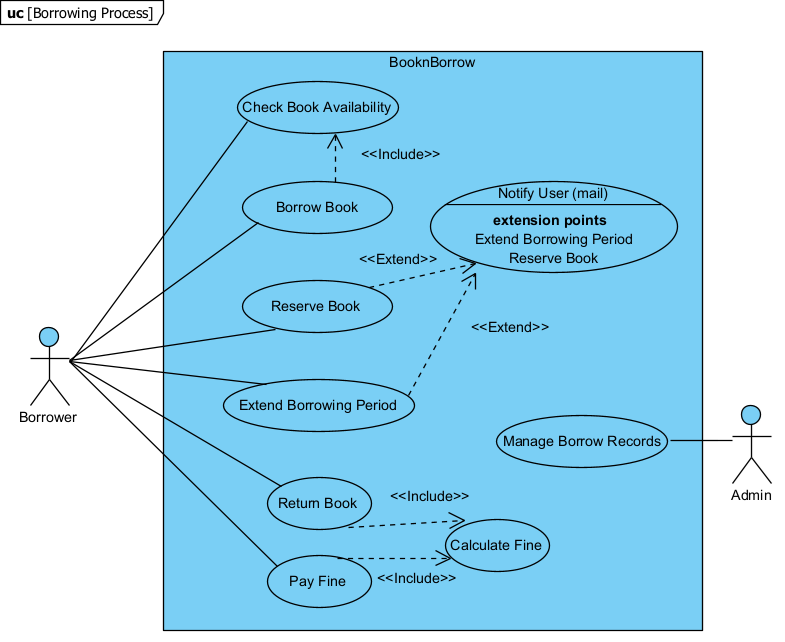 uc [Borrowing Process]
BooknBorrow
Check Book Availability
<<Include>>
Borrow Book
Notify User (mail)
extension points
Extend Borrowing Period
Reserve Book
<<Extend>>
Reserve Book
<<Extend>>
Extend Borrowing Period
Borrower
Manage Borrow Records
Admin
Return Book
<<Include>>
Calculate Fine
Pay Fine
<<Include>>